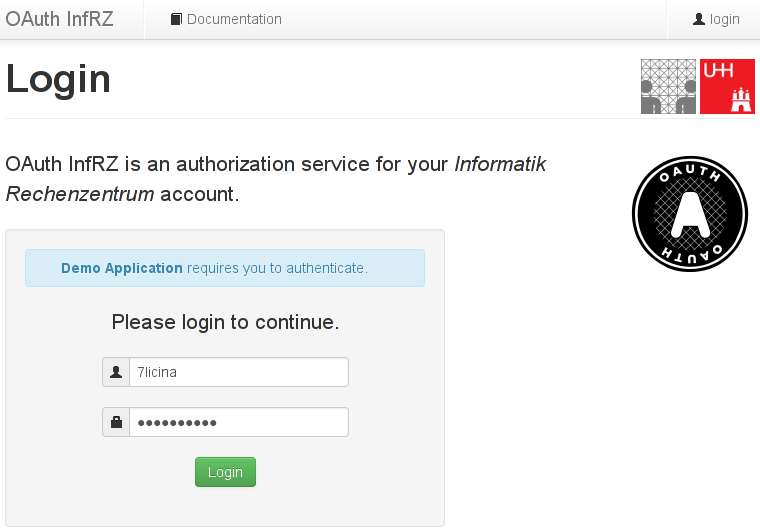 OAuth InfRZ Documentation login
Login
UHH
OAuth InfRZ is an authorization service for your Informatik
Rechenzentrum account.
OAUTH
A
OAUTH
Demo Application requires you to authenticate.
Please login to continue.
7licina
Login